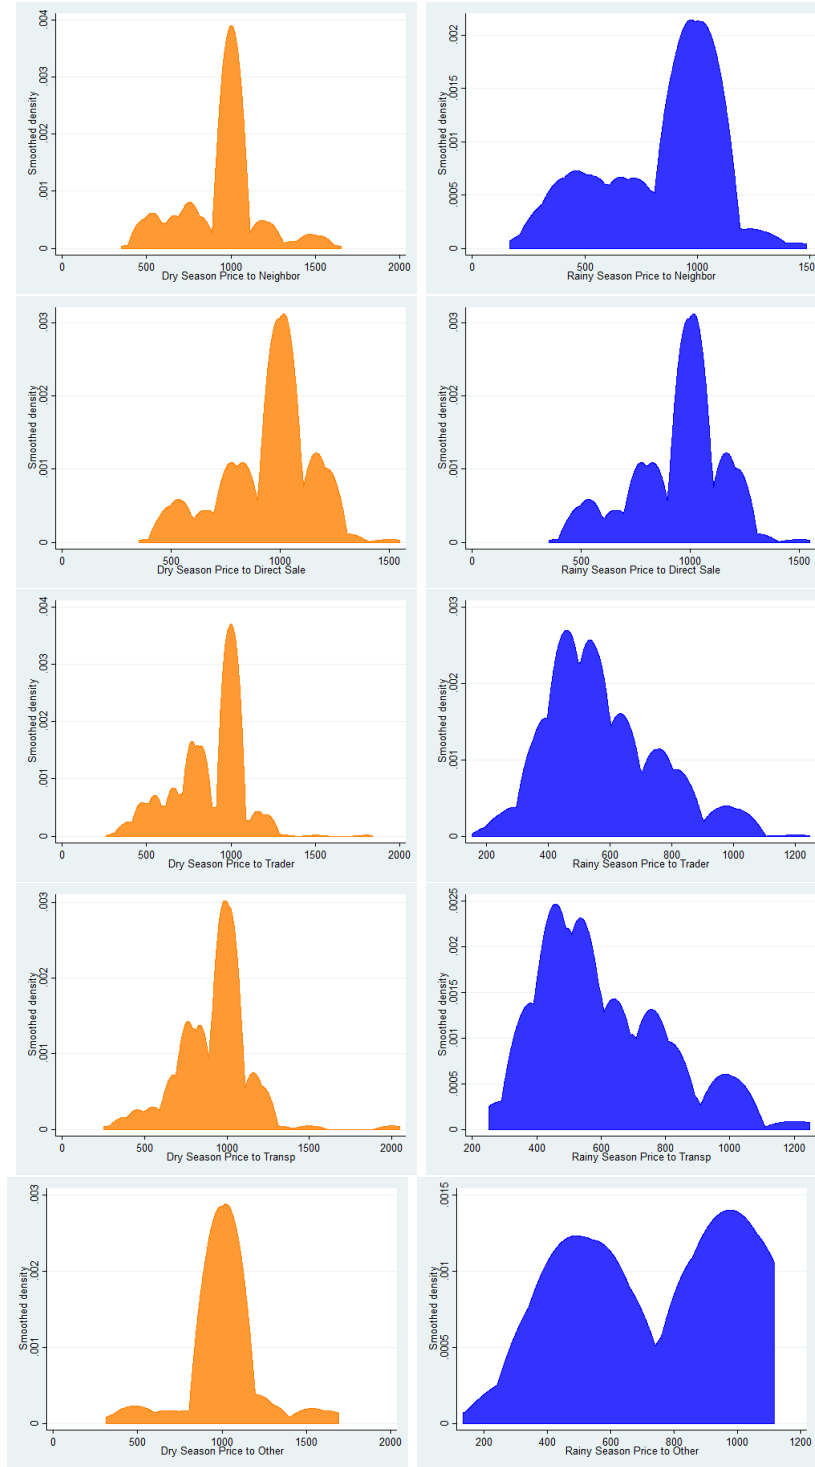 Smoothed density
0 .001 .002 .003 .004
0 500 1000 1500 2000
Dry Season Price to Neighbor
Smoothed density
0 .0005 .001 .0015 .002
0 500 1000 150
Rainy Season Price to Neighbor
Smoothed density
0 .001 .002 .003
0 500 1000 1500
Dry Season Price to Direct Sale
Smoothed density
0 .001 .002 .003
0 500 1000 1500
Rainy Season Price to Direct Sale
Smoothed density
0 .001 .002 .003 .004
0 500 1000 1500 2000
Dry Season Price to Trader
Smoothed density
0 .001 .002 .003
200 400 600 800 1000 1200
Rainy Season Price to Trader
Smoothed density
0 .001 .002 .003
0 500 1000 1500 2000
Dry Season Price to Transp
Smoothed density
0 .0005 .001 .0015 .002 .0025
200 400 600 800 1000 1200
Rainy Season Price to Transp
Smoothed density
0 .001 .002 .003
0 500 1000 1500 2000
Dry Season Price to Other
Smoothed density
0 .0005 .001 .0015
200 400 600 800 1000 1200
Rainy Season Price to Other